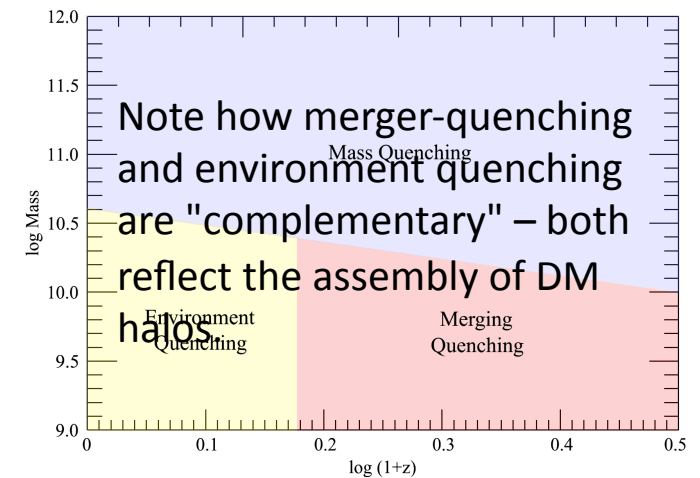 12.0
11.5
Note how merger-quenching
11.0
Mass Quenching
and environment quenching
10.5
are "complementary" – both
log Mass
reflect the assembly of DM
10.0
halos.
Environment
Quenching
Merging
Quenching
9.5
9.0
0 0.1 0.2 0.3 0.4 0.5
log (1+z)